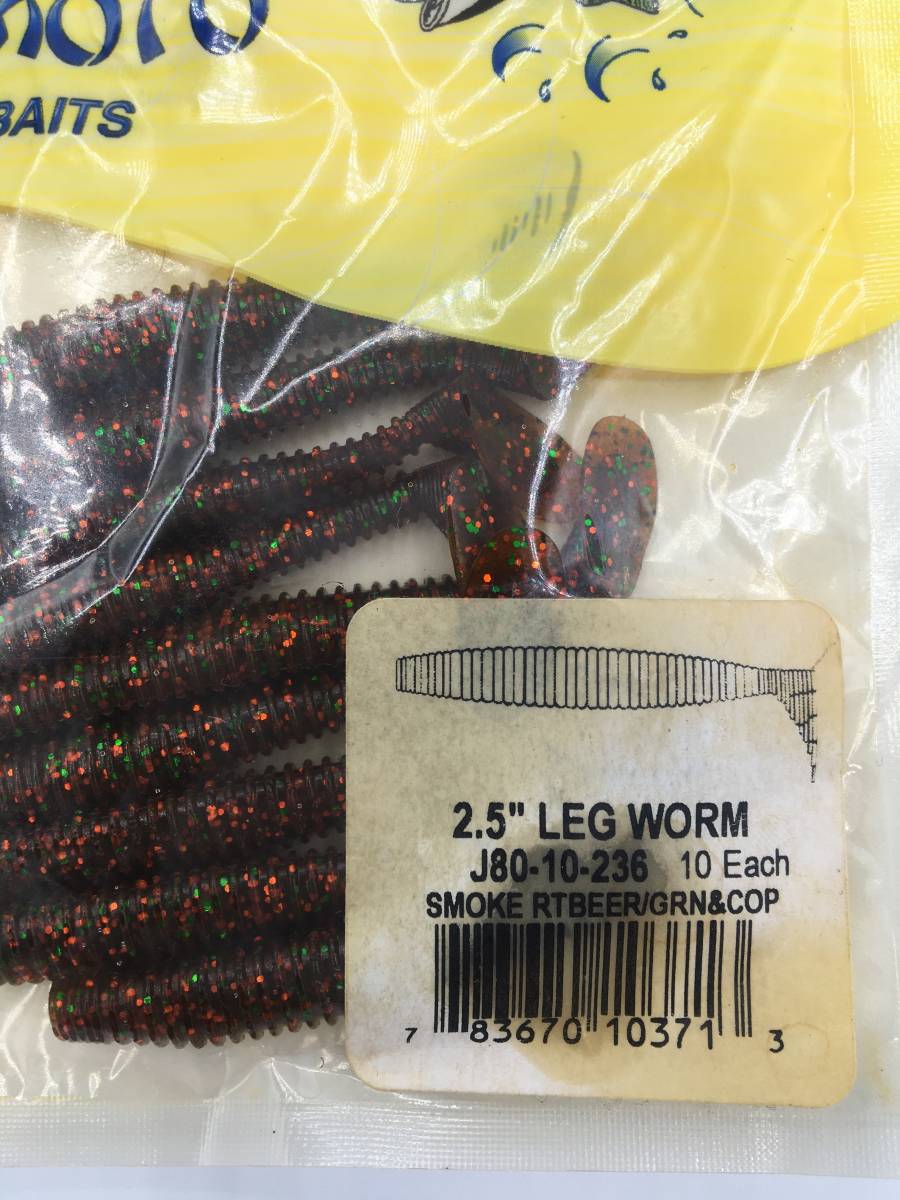 BAITS
2.5" LEG WORM
J80-10-236 10 Each
SMOKE RTBEER/GRN&COP
7 83670 10371 3